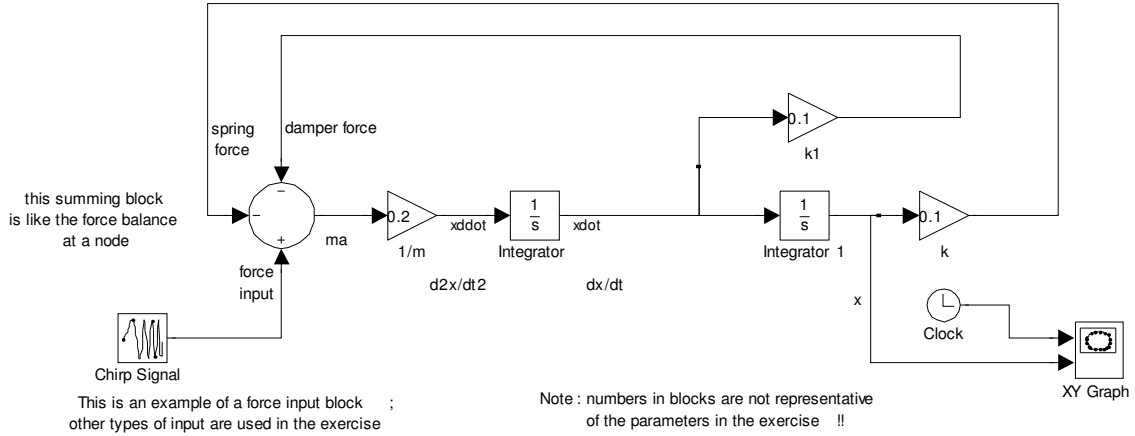 spring
force
damper force
0.1
k1
this summing block
is like the force balance
at a node
−
−
+
ma
0.2
1/m
xddot
1
s
Integrator
xdot
1
s
Integrator 1
0.1
k
d2x/dt2
dx/dt
force
input
x
Clock
Chirp Signal
XY Graph
This is an example of a force input block ;
other types of input are used in the exercise
Note : numbers in blocks are not representative
of the parameters in the exercise !!